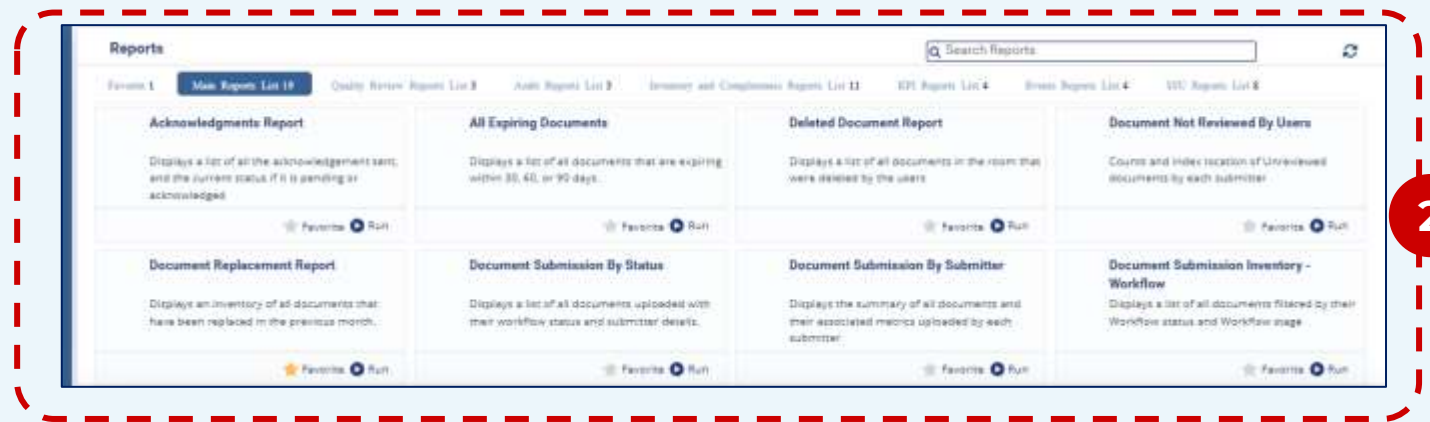 Reports
Search Reports
Favorite 1
Main Reports List 19
Quality Review Reports List 3
Audit Reports List 3
Inventory and Completeness Reports List 11
KPI Reports List 4
Events Reports List 4
Reports List 8
Acknowledgments Report
All Expiring Documents
Deleted Document Report
Document Not Reviewed By Users
Displays a list of all the acknowledgement sent,
and the current status if it is pending or
acknowledged
Displays a list of all documents that are expiring
within 30, 60, or 90 days.
Displays a list of all documents in the room that
were deleted by the users
Counts and index location of Unreviewed
documents by each submitter
Favorite Run
Favorite Run
Favorite Run
Favorite Run
Document Replacement Report
Document Submission By Status
Document Submission By Submitter
Document Submission Inventory -
Workflow
Displays an inventory of all documents that
have been replaced in the previous month.
Displays a list of all documents uploaded with
their workflow status and submitter details.
Displays the summary of all documents and
their associated metrics uploaded by each
submitter
Displays a list of all documents filtered by their
Workflow status and Workflow stage
Favorite Run
Favorite Run
Favorite Run
Favorite Run
2